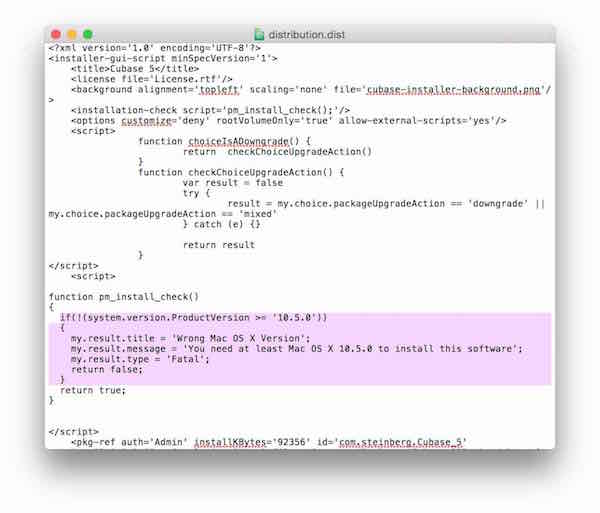 distribution.dist
<?xml version='1.0' encoding='UTF-8'?>
<installer-gui-script minSpecVersion='1'>
    <title>Cubase 5</title>
    <license file='License.rtf'/>
    <background alignment='topleft' scaling='none' file='cubase-installer-background.png'/
>
    <installation-check script='pm_install_check();'/>
    <options customize='deny' rootVolumeOnly='true' allow-external-scripts='yes'/>
    <script>
            function choiceIsADowngrade() {
                    return  checkChoiceUpgradeAction()
            }
            function checkChoiceUpgradeAction() {
                    var result = false
                    try {
                            result = my.choice.packageUpgradeAction == 'downgrade' ||
my.choice.packageUpgradeAction == 'mixed'
                    } catch (e) {}

                    return result
            }
</script>
    <script>

function pm_install_check()
{
  if(!(system.version.ProductVersion >= '10.5.0'))
  {
    my.result.title = 'Wrong Mac OS X Version';
    my.result.message = 'You need at least Mac OS X 10.5.0 to install this software';
    my.result.type = 'Fatal';
    return false;
  }
  return true;
}

</script>
    <pkg-ref auth='Admin' installKBytes='92356' id='com.steinberg.Cubase_5'